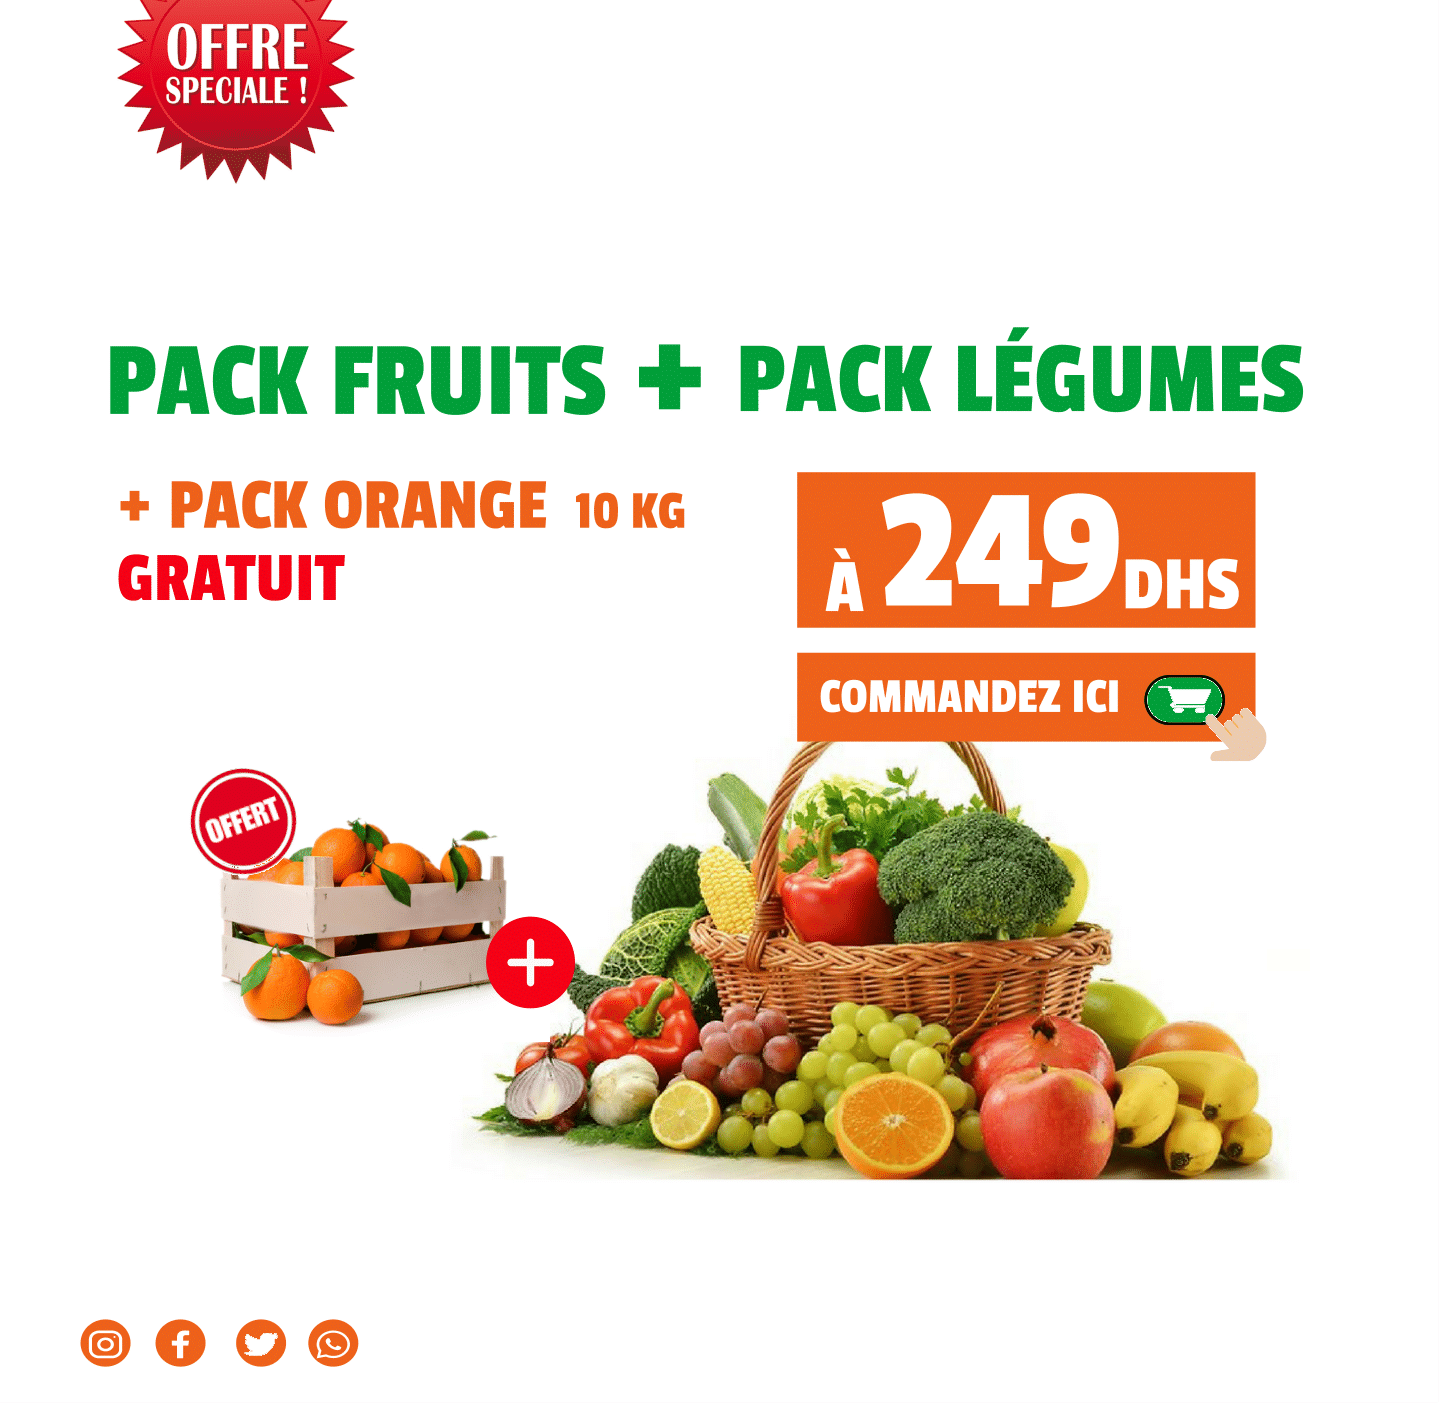 OFFRE
SPECIALE !
PACK FRUITS + PACK LÉGUMES
+ PACK ORANGE 10 KG
GRATUIT
À 249 DHS
COMMANDEZ ICI
OFFERT